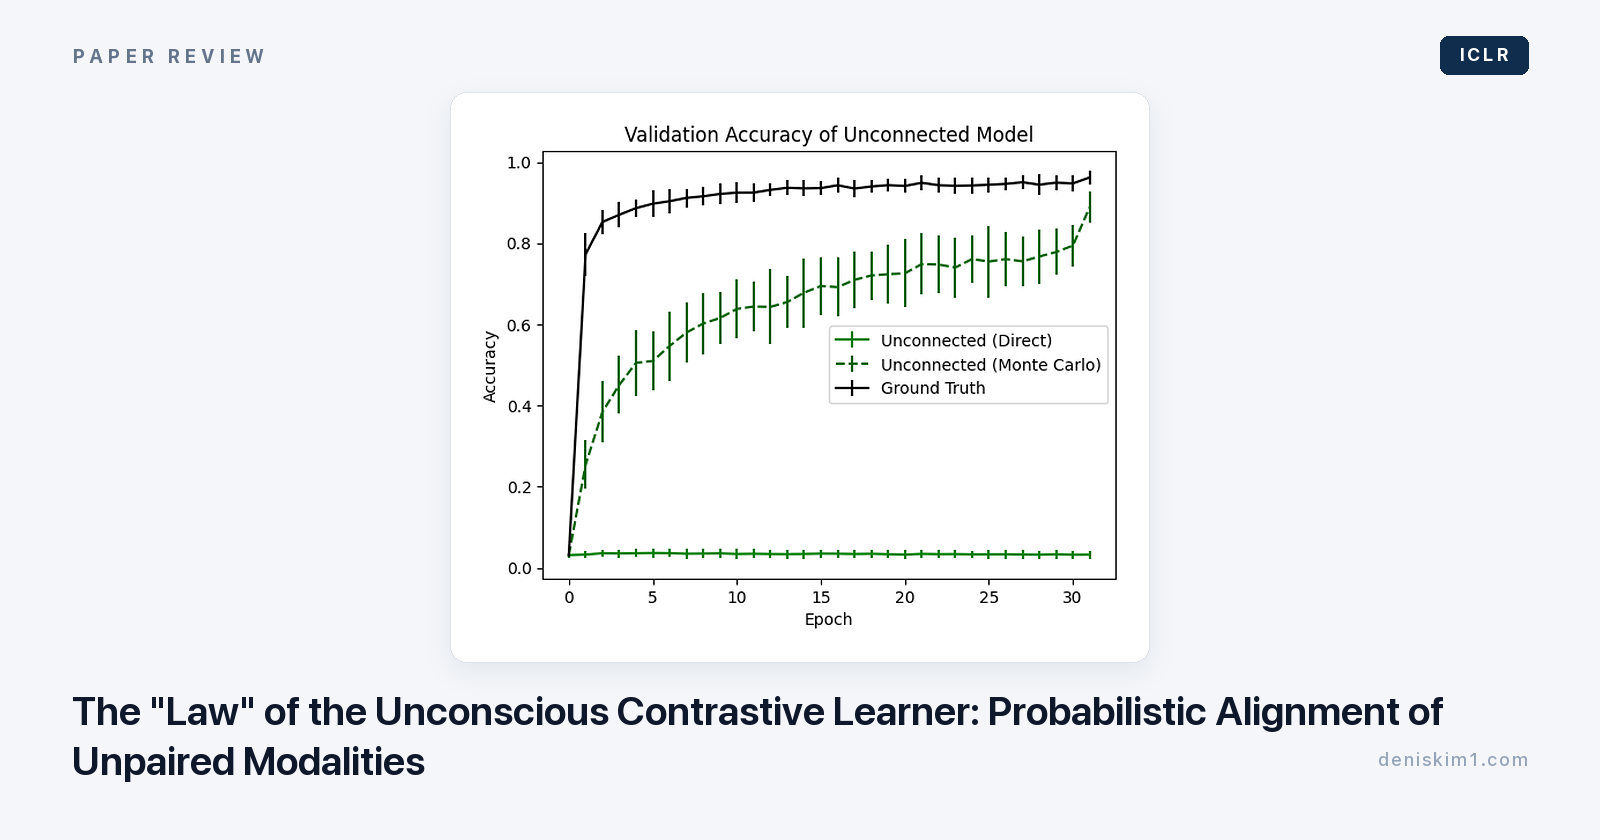 PAPER REVIEW
ICLR
Validation Accuracy of Unconnected Model
1.0
0.8
0.6
0.4
0.2
0.0
Accuracy
Unconnected (Direct)
Unconnected (Monte Carlo)
Ground Truth
0 5 10 15 20 25 30
Epoch
The "Law" of the Unconscious Contrastive Learner: Probabilistic Alignment of
Unpaired Modalities
deniskim1.com